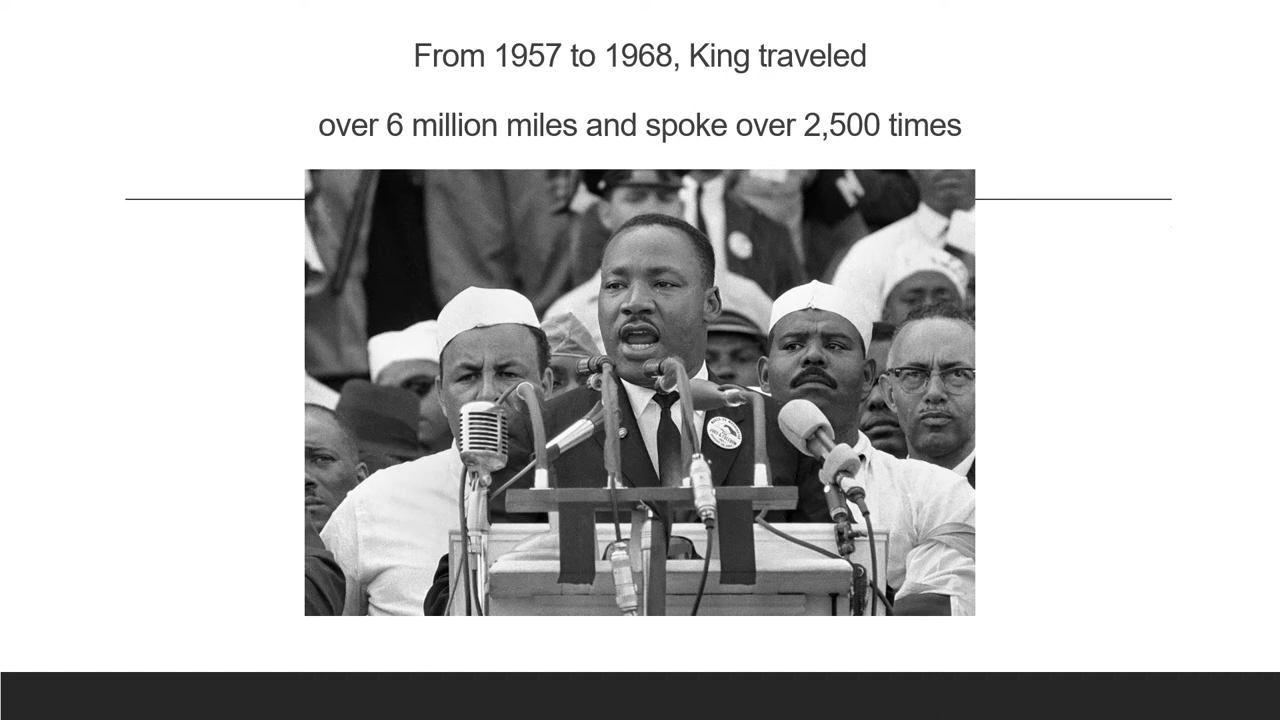 From 1957 to 1968, King traveled
over 6 million miles and spoke over 2,500 times